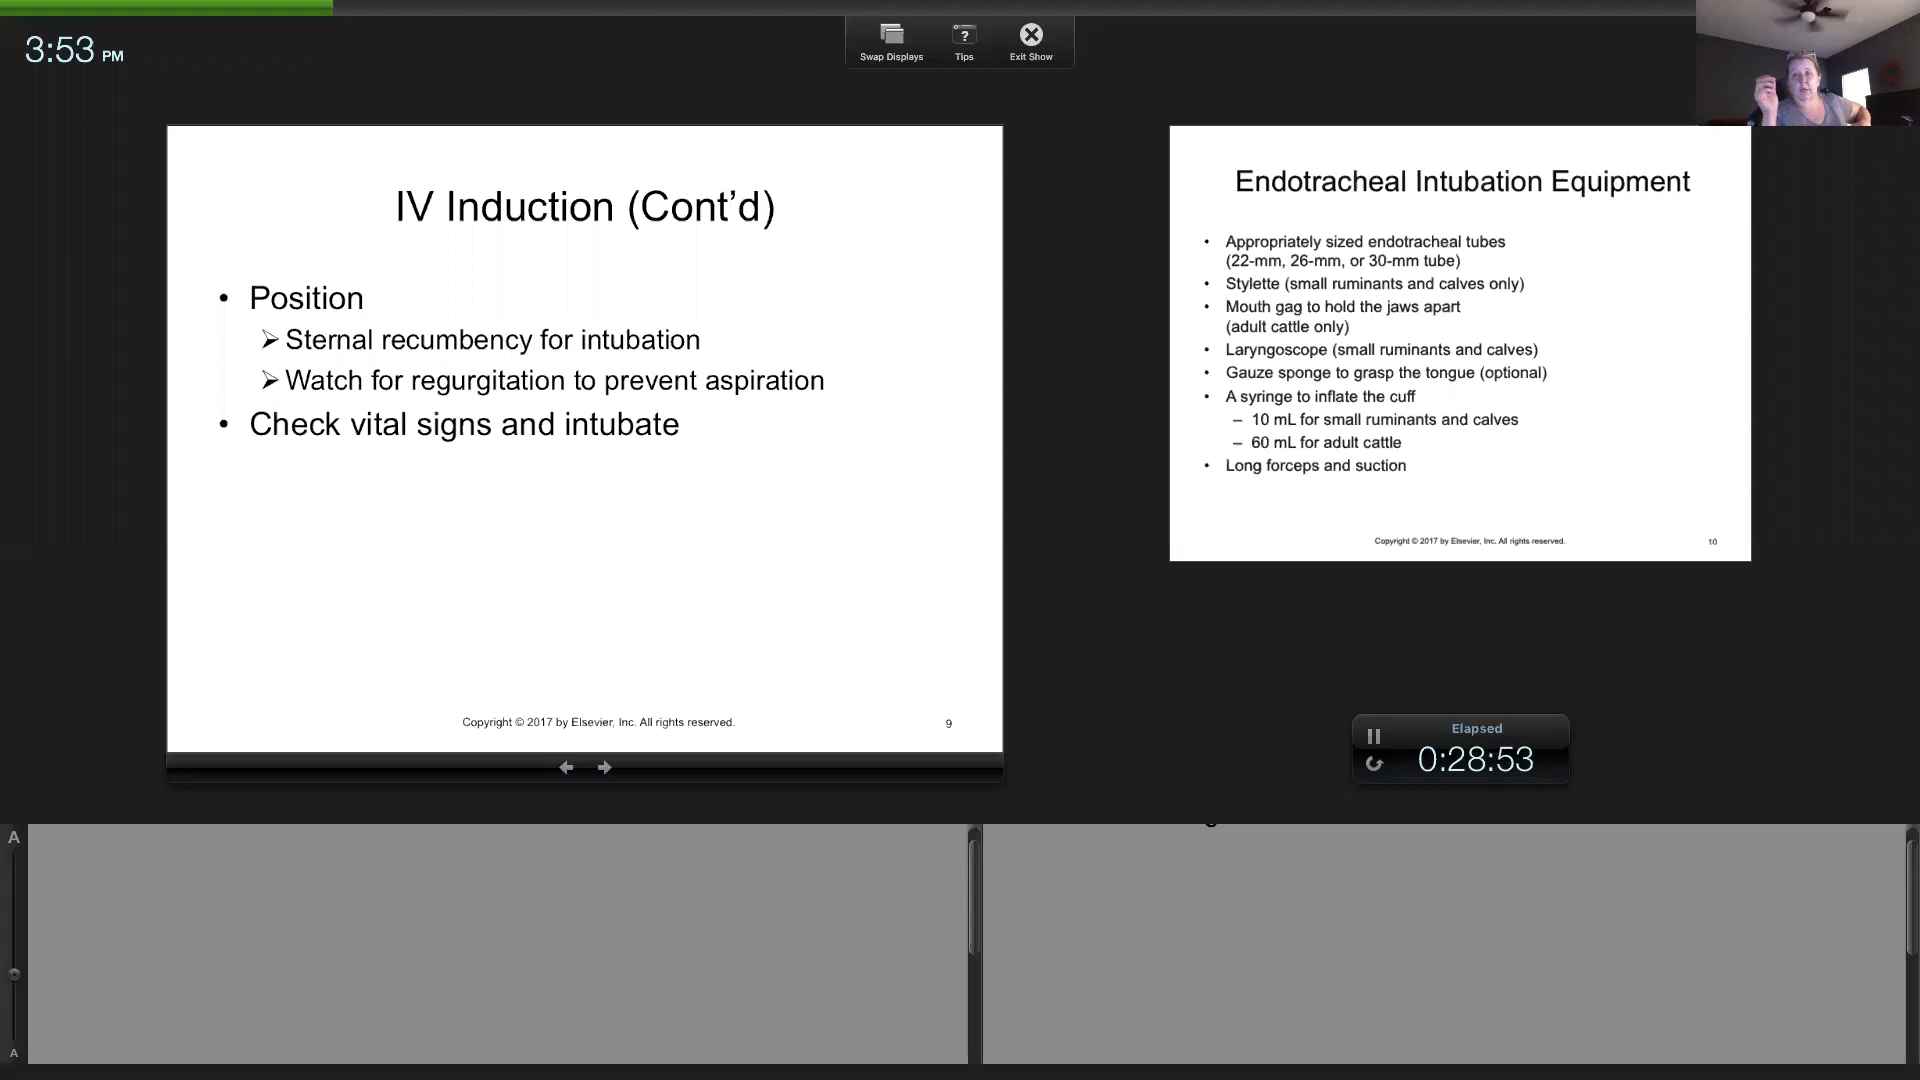 3:53 PM
Swap Displays
Tips
Exit Show
IV Induction (Cont’d)
• Position
➢ Sternal recumbency for intubation
➢ Watch for regurgitation to prevent aspiration
• Check vital signs and intubate
Copyright © 2017 by Elsevier, Inc. All rights reserved.
9
Endotracheal Intubation Equipment
• Appropriately sized endotracheal tubes
(22-mm, 26-mm, or 30-mm tube)
• Stylette (small ruminants and calves only)
• Mouth gag to hold the jaws apart
(adult cattle only)
• Laryngoscope (small ruminants and calves)
• Gauze sponge to grasp the tongue (optional)
• A syringe to inflate the cuff
– 10 mL for small ruminants and calves
– 60 mL for adult cattle
• Long forceps and suction
Copyright © 2017 by Elsevier, Inc. All rights reserved.
10
Elapsed
0:28:53
A
A